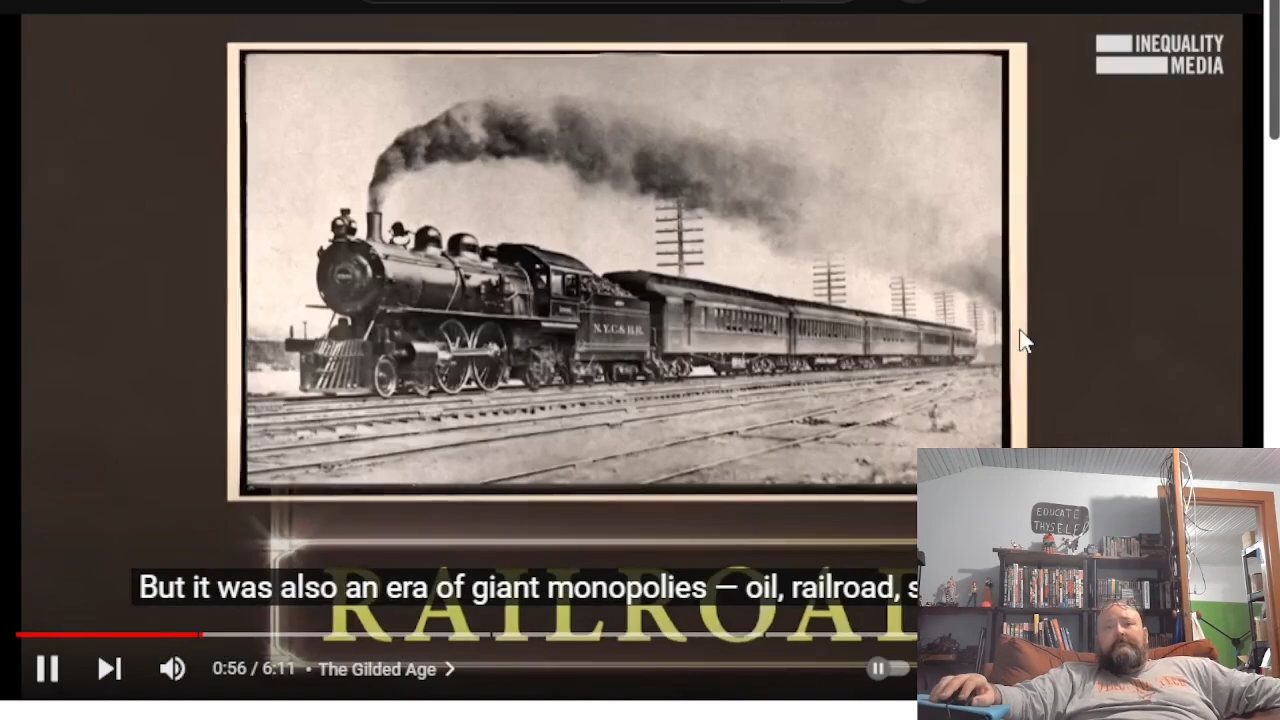 INEQUALITY
MEDIA
N.Y.C. & H.R.
But it was also an era of giant monopolies — oil, railroad, s
RAILROAD
0:56 / 6:11 • The Gilded Age >
EDUCATE
THYSELF